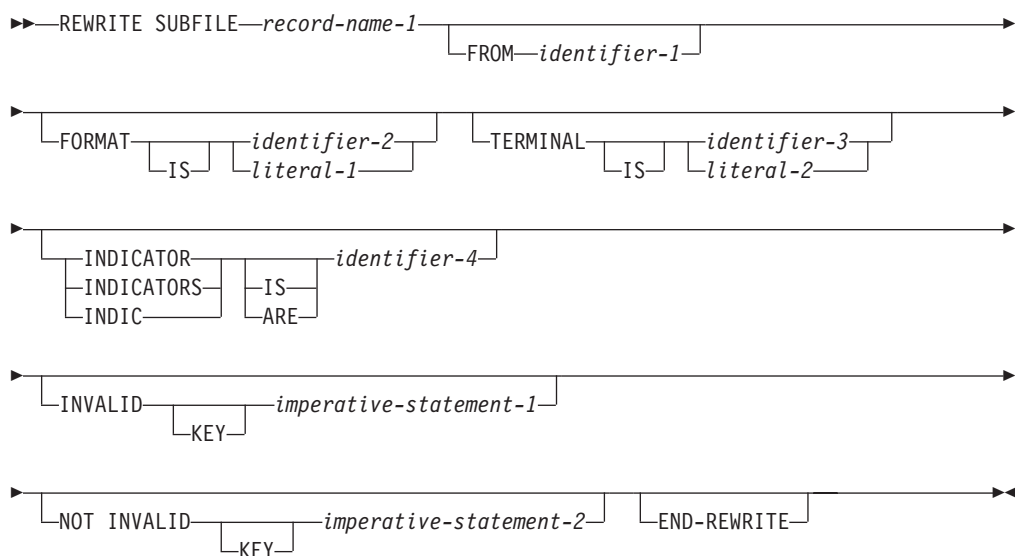 REWRITE SUBFILE record-name-1
FROM identifier-1
FORMAT identifier-2 TERMINAL identifier-3
IS literal-1 IS literal-2
INDICATOR identifier-4
INDICATORS IS
INDIC ARE
INVALID imperative-statement-1
KEY
NOT INVALID imperative-statement-2 END-REWRITE
KEY